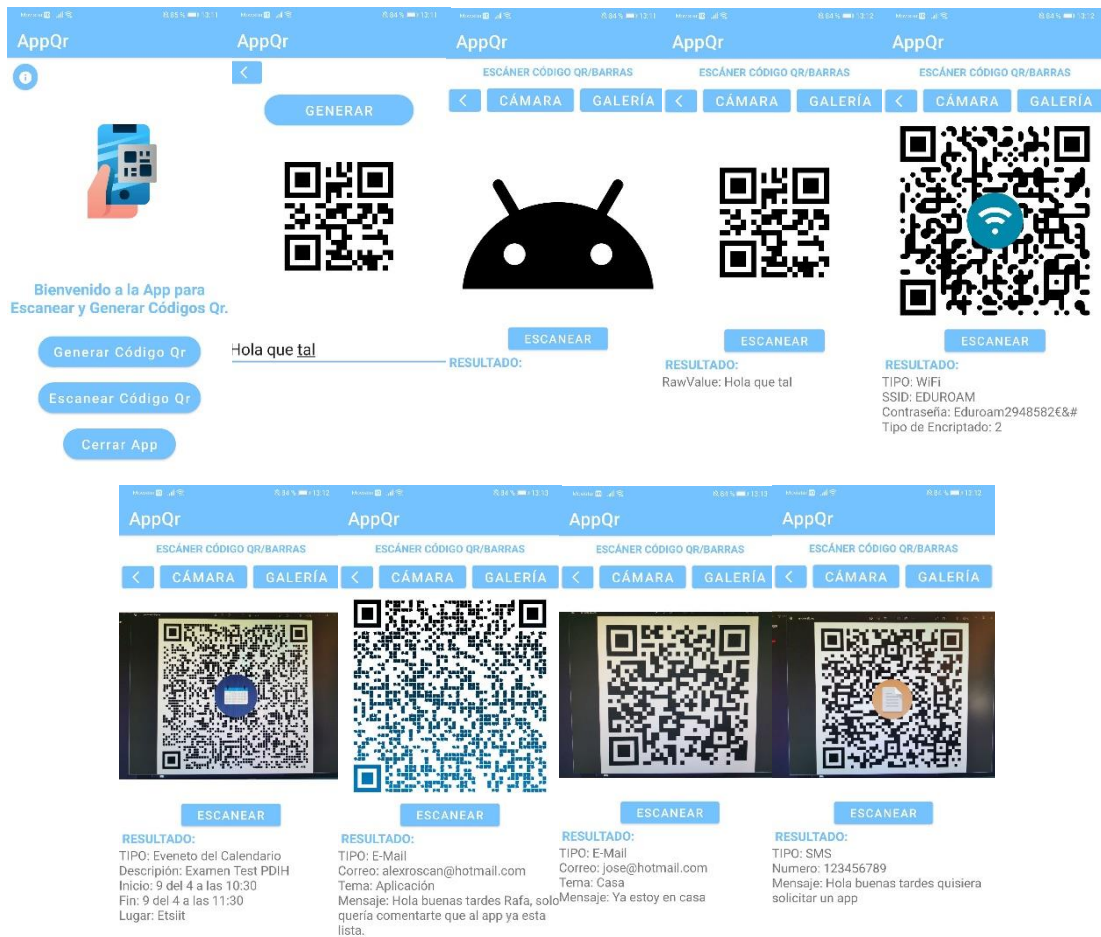 AppQr
Bienvenido a la App para
Escanear y Generar Códigos Qr.
Generar Código Qr
Escanear Código Qr
Cerrar App
AppQr
GENERAR
Hola que tal
AppQr
ESCÁNER CÓDIGO QR/BARRAS
CÁMARA
GALERÍA
ESCANEAR
RESULTADO:
AppQr
ESCÁNER CÓDIGO QR/BARRAS
CÁMARA
GALERÍA
ESCANEAR
RESULTADO:
RawValue: Hola que tal
AppQr
ESCÁNER CÓDIGO QR/BARRAS
CÁMARA
GALERÍA
ESCANEAR
RESULTADO:
TIPO: WiFi
SSID: EDUROAM
Contraseña: Eduroam2948582€&#
Tipo de Encriptado: 2
AppQr
ESCÁNER CÓDIGO QR/BARRAS
CÁMARA
GALERÍA
ESCANEAR
RESULTADO:
TIPO: Eveneto del Calendario
Descripión: Examen Test PDIH
Inicio: 9 del 4 a las 10:30
Fin: 9 del 4 a las 11:30
Lugar: Etsiit
AppQr
ESCÁNER CÓDIGO QR/BARRAS
CÁMARA
GALERÍA
ESCANEAR
RESULTADO:
TIPO: E-Mail
Correo: alexroscan@hotmail.com
Tema: Aplicación
Mensaje: Hola buenas tardes Rafa, solo
quería comentarte que al app ya esta
lista.
AppQr
ESCÁNER CÓDIGO QR/BARRAS
CÁMARA
GALERÍA
ESCANEAR
RESULTADO:
TIPO: E-Mail
Correo: jose@hotmail.com
Tema: Casa
Mensaje: Ya estoy en casa
AppQr
ESCÁNER CÓDIGO QR/BARRAS
CÁMARA
GALERÍA
ESCANEAR
RESULTADO:
TIPO: SMS
Numero: 123456789
Mensaje: Hola buenas tardes quisiera
solicitar un app